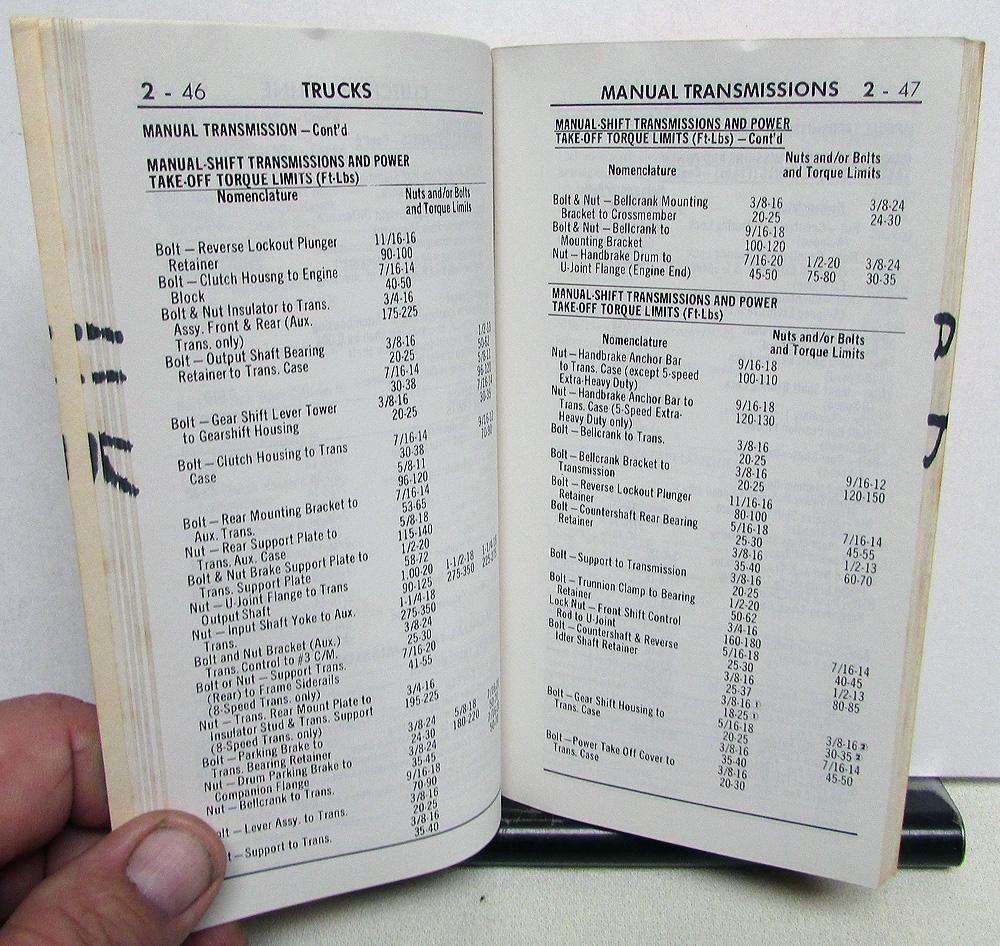 2 - 46 TRUCKS
MANUAL TRANSMISSION – Cont'd
MANUAL-SHIFT TRANSMISSIONS AND POWER
TAKE-OFF TORQUE LIMITS (Ft-Lbs)
Nomenclature Nuts and/or Bolts
and Torque Limits
Bolt – Reverse Lockout Plunger 11/16-16
Retainer 90-100
Bolt – Clutch Housng to Engine 7/16-14
Block 40-50
Bolt & Nut Insulator to Trans. 3/4-16
Assy. Front & Rear (Aux. 175-225
Trans. only)
Bolt – Output Shaft Bearing 3/8-16
Retainer to Trans. Case 20-25
7/16-14
30-38
Bolt – Gear Shift Lever Tower 3/8-16
to Gearshift Housing 20-25
Bolt – Clutch Housing to Trans 7/16-14
Case 30-38
5/8-11
96-120
Bolt – Rear Mounting Bracket to 7/16-14
Aux. Trans. 53-65
Nut – Rear Support Plate to 5/8-18
Trans. Aux. Case 115-140
Bolt & Nut Brake Support Plate to 1/2-20
Trans. Support Plate 58-72
Nut – U-Joint Flange to Trans 1.00-20 1-1/2-18
Output Shaft 90-125 275-350
Nut – Input Shaft Yoke to Aux. 1-1/4-18
Trans. 275-350
Bolt and Nut Bracket (Aux.) 3/8-24
Trans. Control to #3 C/M. 25-30
Bolt or Nut – Support Trans. 7/16-20
(Rear) to Frame Siderails 41-55
(8-Speed Trans. only)
Nut – Trans. Rear Mount Plate to 3/4-16
Insulator Stud & Trans. Support 195-225
(8-Speed Trans. only) 5/8-18
Bolt – Parking Brake to 3/8-24 180-220
Trans. Bearing Retainer 24-30
Nut – Drum Parking Brake to 3/8-24
Companion Flange 35-45
Nut – Bellcrank to Trans. 9/16-18
70-90
– Lever Assy. to Trans. 3/8-16
20-25
– Support to Trans. 3/8-16
35-40
MANUAL TRANSMISSIONS 2 - 47
MANUAL-SHIFT TRANSMISSIONS AND POWER
TAKE-OFF TORQUE LIMITS (Ft-Lbs) – Cont'd
Nomenclature Nuts and/or Bolts
and Torque Limits
Bolt & Nut – Bellcrank Mounting 3/8-16 3/8-24
Bracket to Crossmember 20-25 24-30
Bolt & Nut – Bellcrank to 9/16-18
Mounting Bracket 100-120
Nut – Handbrake Drum to 7/16-20 1/2-20 3/8-24
U-Joint Flange (Engine End) 45-50 75-80 30-35
MANUAL-SHIFT TRANSMISSIONS AND POWER
TAKE-OFF TORQUE LIMITS (Ft-Lbs)
Nomenclature Nuts and/or Bolts
and Torque Limits
Nut – Handbrake Anchor Bar 9/16-18
to Trans. Case (except 5-speed 100-110
Extra-Heavy Duty)
Nut – Handbrake Anchor Bar to 9/16-18
Trans. Case (5-Speed Extra- 120-130
Heavy Duty only)
Bolt – Bellcrank to Trans. 3/8-16
20-25
Bolt – Bellcrank Bracket to 3/8-16 9/16-12
Transmission 20-25 120-150
Bolt – Reverse Lockout Plunger 11/16-16
Retainer 80-100
Bolt – Countershaft Rear Bearing 5/16-18 7/16-14
Retainer 25-30 45-55
3/8-16 1/2-13
35-40 60-70
Bolt – Support to Transmission 3/8-16
20-25
Bolt – Trunnion Clamp to Bearing 1/2-20
Retainer 50-62
Lock Nut – Front Shift Control 3/4-16
Rod to U-Joint 160-180
Bolt – Countershaft & Reverse 5/16-18 7/16-14
Idler Shaft Retainer 25-30 40-45
3/8-16 1/2-13
25-37 80-85
3/8-16 ①
18-25 ①
Bolt – Gear Shift Housing to 5/16-18 3/8-16 ②
Trans. Case 20-25 30-35 ②
3/8-16 7/16-14
35-40 45-50
Bolt – Power Take Off Cover to 3/8-16
Trans. Case 20-30